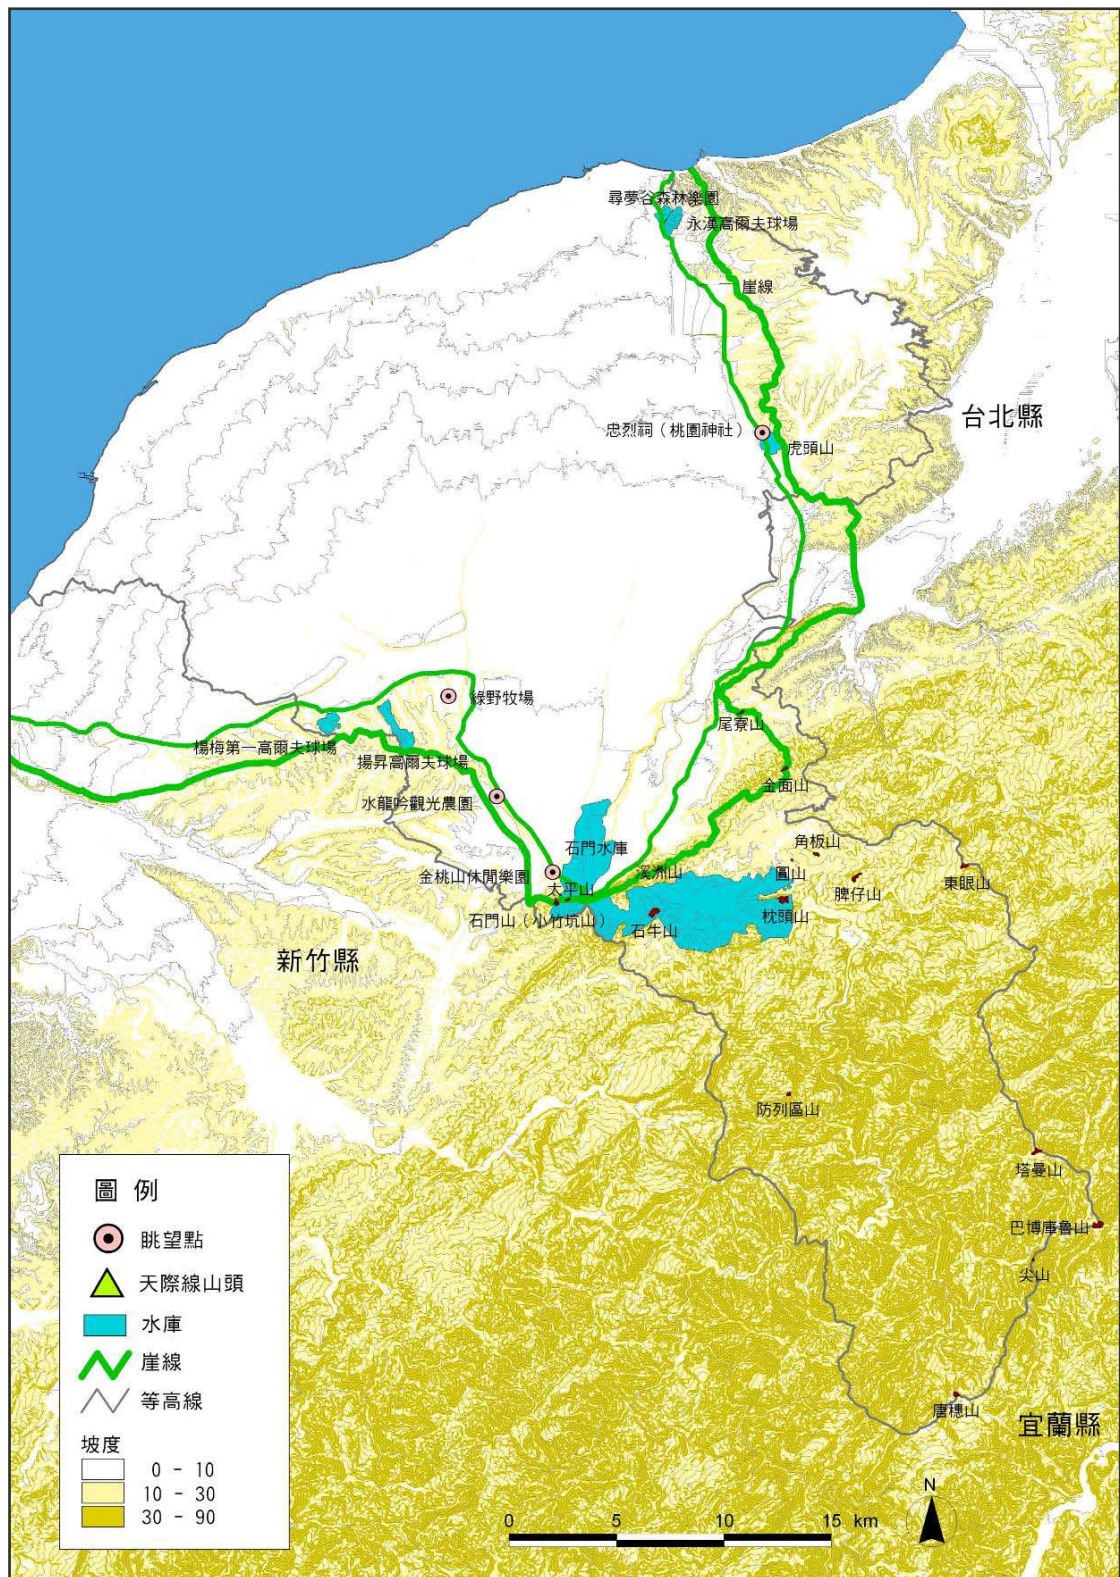 尋夢谷森林樂園
永漢高爾夫球場
崖線
台北縣
忠烈祠（桃園神社）
虎頭山
綠野牧場
尾寮山
楊梅第一高爾夫球場
揚昇高爾夫球場
金面山
水龍吟觀光農園
角板山
石門水庫
溪洲山
圓山
東眼山
金桃山休閒樂園
太平山
脾仔山
枕頭山
石門山（小竹坑山）
石牛山
新竹縣
防列區山
塔曼山
巴博庫魯山
尖山
唐穗山
宜蘭縣
圖例
眺望點
天際線山頭
水庫
崖線
等高線
坡度
0 - 10
10 - 30
30 - 90
N
0 5 10 15 km